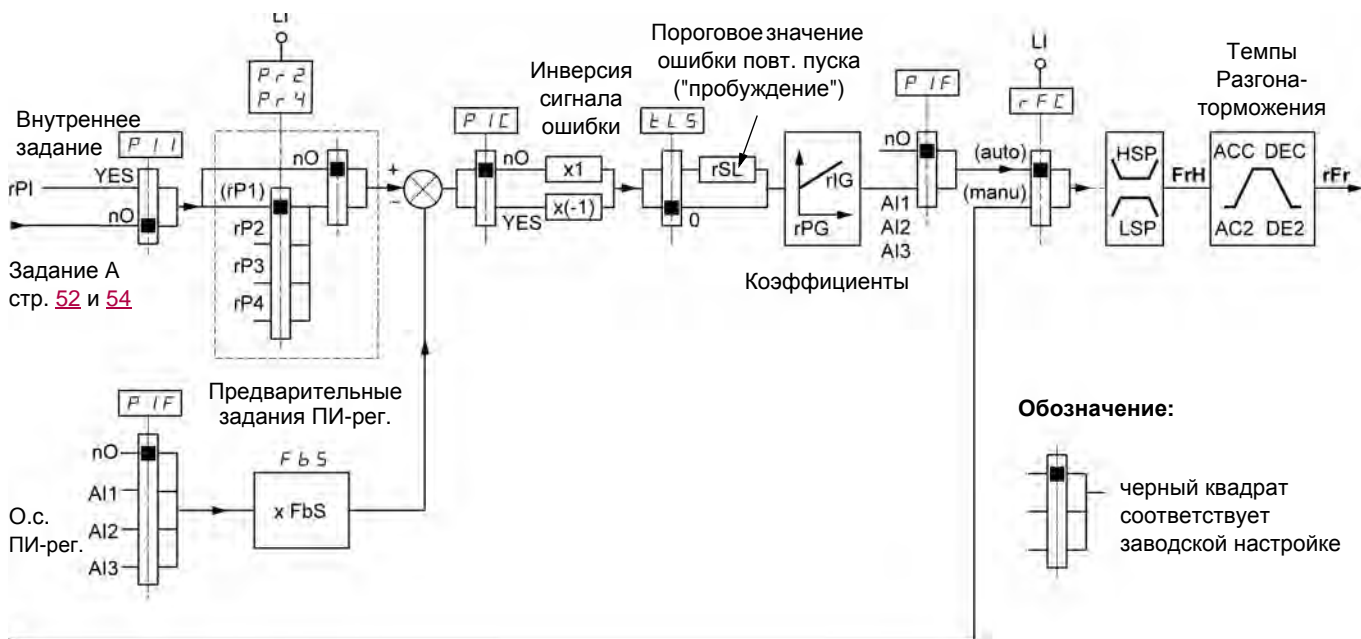 LI
LI
Pr2
Pr4
Пороговое значение
ошибки повт. пуска
("пробуждение")
Инверсия
сигнала
ошибки
Темпы
Разгона-
торможения
Внутреннее
задание
PII
PIC
tLS
PIF
rFC
rPI
YES
nO
(rP1)
rP2
rP3
rP4
nO
+
−
nO
YES
x1
x(-1)
0
rSL
rIG
rPG
nO
AI1
AI2
AI3
(auto)
(manu)
HSP
LSP
FrH
ACC DEC
AC2 DE2
rFr
Задание А
стр. 52 и 54
Коэффициенты
Предварительные
задания ПИ-рег.
PIF
nO
AI1
AI2
AI3
О.с.
ПИ-рег.
FbS
x FbS
Обозначение:
черный квадрат
соответствует
заводской настройке